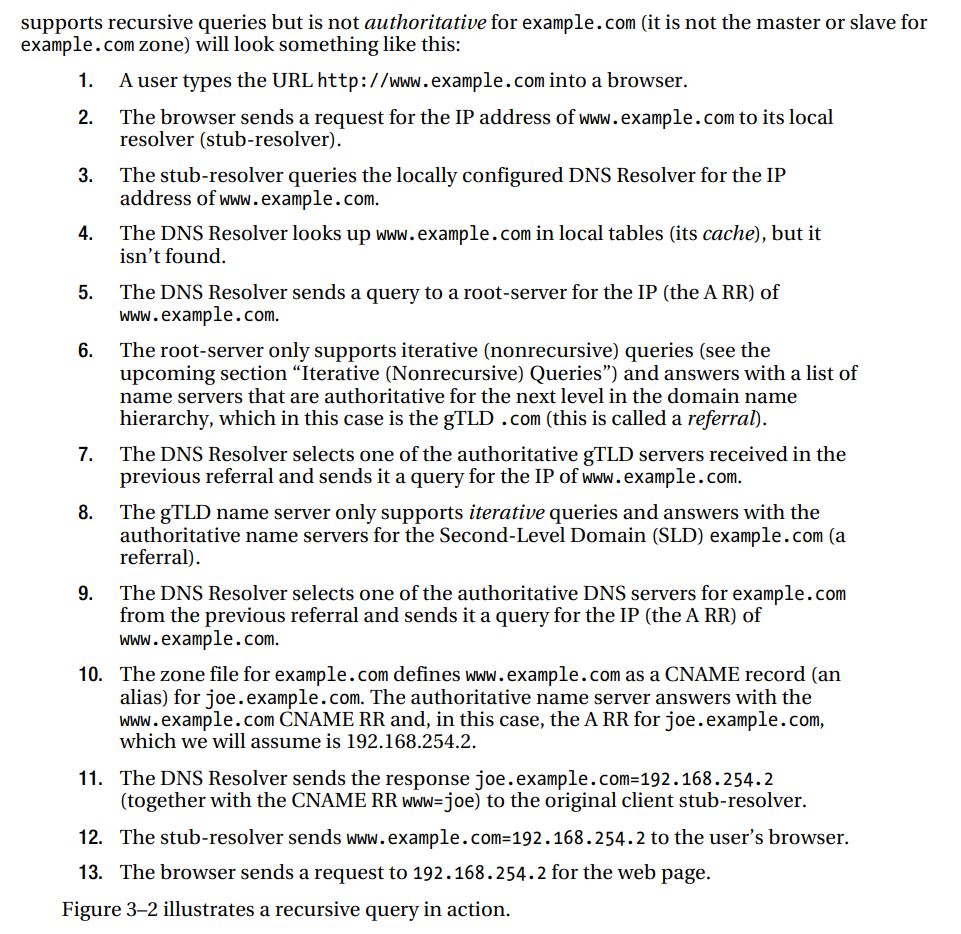 supports recursive queries but is not authoritative for example.com (it is not the master or slave for
example.com zone) will look something like this:
1. A user types the URL http://www.example.com into a browser.
2. The browser sends a request for the IP address of www.example.com to its local
resolver (stub-resolver).
3. The stub-resolver queries the locally configured DNS Resolver for the IP
address of www.example.com.
4. The DNS Resolver looks up www.example.com in local tables (its cache), but it
isn’t found.
5. The DNS Resolver sends a query to a root-server for the IP (the A RR) of
www.example.com.
6. The root-server only supports iterative (nonrecursive) queries (see the
upcoming section “Iterative (Nonrecursive) Queries”) and answers with a list of
name servers that are authoritative for the next level in the domain name
hierarchy, which in this case is the gTLD .com (this is called a referral).
7. The DNS Resolver selects one of the authoritative gTLD servers received in the
previous referral and sends it a query for the IP of www.example.com.
8. The gTLD name server only supports iterative queries and answers with the
authoritative name servers for the Second-Level Domain (SLD) example.com (a
referral).
9. The DNS Resolver selects one of the authoritative DNS servers for example.com
from the previous referral and sends it a query for the IP (the A RR) of
www.example.com.
10. The zone file for example.com defines www.example.com as a CNAME record (an
alias) for joe.example.com. The authoritative name server answers with the
www.example.com CNAME RR and, in this case, the A RR for joe.example.com,
which we will assume is 192.168.254.2.
11. The DNS Resolver sends the response joe.example.com=192.168.254.2
(together with the CNAME RR www=joe) to the original client stub-resolver.
12. The stub-resolver sends www.example.com=192.168.254.2 to the user’s browser.
13. The browser sends a request to 192.168.254.2 for the web page.
Figure 3–2 illustrates a recursive query in action.